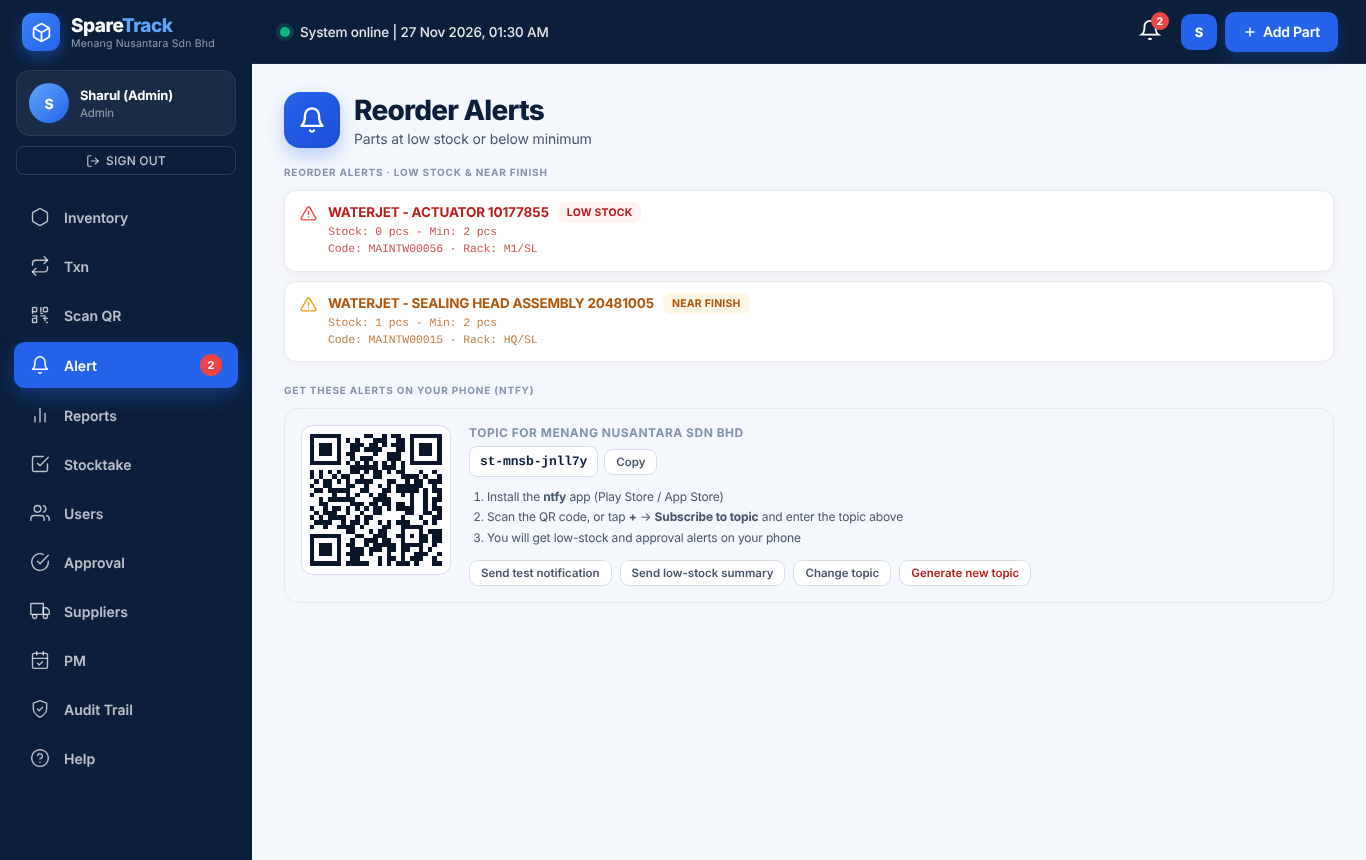 SpareTrack
Menang Nusantara Sdn Bhd
System online | 27 Nov 2026, 01:30 AM
2
S
+ Add Part
S
Sharul (Admin)
Admin
SIGN OUT
Inventory
Txn
Scan QR
Alert
2
Reports
Stocktake
Users
Approval
Suppliers
PM
Audit Trail
Help
Reorder Alerts
Parts at low stock or below minimum
REORDER ALERTS · LOW STOCK & NEAR FINISH
WATERJET - ACTUATOR 10177855 LOW STOCK
Stock: 0 pcs - Min: 2 pcs
Code: MAINTW00056 · Rack: M1/SL
WATERJET - SEALING HEAD ASSEMBLY 20481005 NEAR FINISH
Stock: 1 pcs - Min: 2 pcs
Code: MAINTW00015 · Rack: HQ/SL
GET THESE ALERTS ON YOUR PHONE (NTFY)
TOPIC FOR MENANG NUSANTARA SDN BHD
st-mnsb-jnll7y Copy
1. Install the ntfy app (Play Store / App Store)
2. Scan the QR code, or tap + → Subscribe to topic and enter the topic above
3. You will get low-stock and approval alerts on your phone
Send test notification Send low-stock summary Change topic Generate new topic